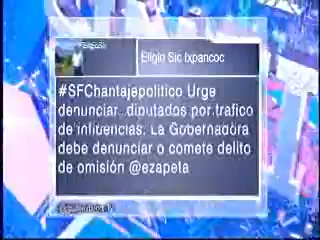 Eligio Sic Ixpancoc
#SFChantajepolitico Urge
denunciar diputados por trafico
de influencias. La Gobernadora
debe denunciar o comete delito
de omisión @ezapeta